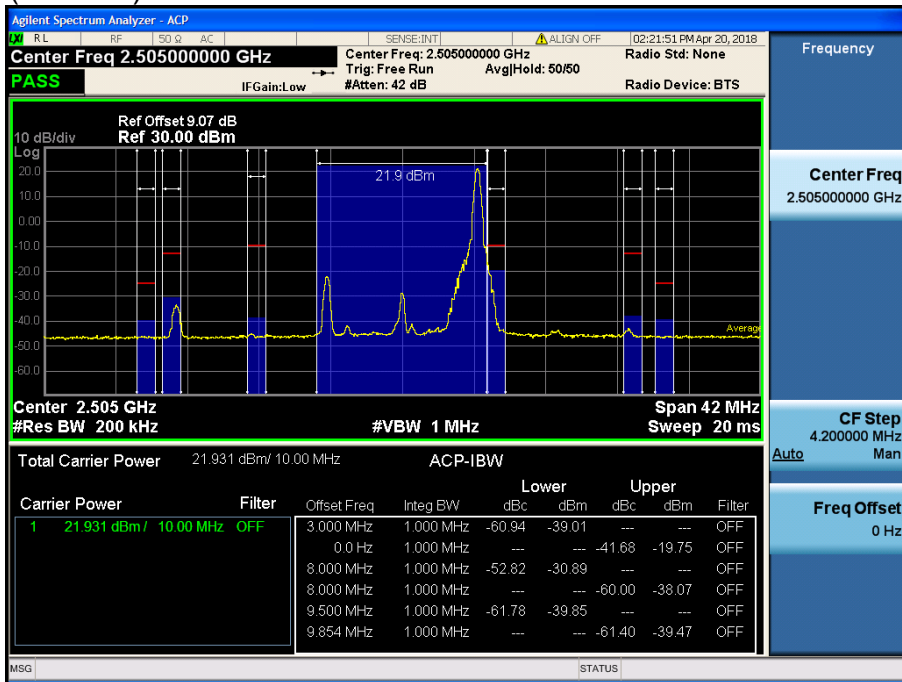 Agilent Spectrum Analyzer - ACP
LXI RL RF 50 Ω AC SENSE:INT ALIGN OFF 02:21:51 PM Apr 20, 2018
Center Freq 2.505000000 GHz Center Freq: 2.505000000 GHz Radio Std: None
Trig: Free Run Avg|Hold: 50/50
PASS IFGain:Low #Atten: 42 dB Radio Device: BTS
Frequency
Ref Offset 9.07 dB
10 dB/div Ref 30.00 dBm
Log
20.0
21.9 dBm
10.0
0.00
-10.0
-20.0
-30.0
-40.0
Average
-50.0
-60.0
Center 2.505 GHz Span 42 MHz
#Res BW 200 kHz #VBW 1 MHz Sweep 20 ms
Center Freq
2.505000000 GHz
CF Step
4.200000 MHz
Auto Man
Freq Offset
0 Hz
Total Carrier Power 21.931 dBm/ 10.00 MHz ACP-IBW
Lower Upper
Carrier Power Filter Offset Freq Integ BW dBc dBm dBc dBm Filter
1 21.931 dBm / 10.00 MHz OFF 3.000 MHz 1.000 MHz -60.94 -39.01 --- --- OFF
0.0 Hz 1.000 MHz --- --- -41.68 -19.75 OFF
8.000 MHz 1.000 MHz -52.82 -30.89 --- --- OFF
8.000 MHz 1.000 MHz --- --- -60.00 -38.07 OFF
9.500 MHz 1.000 MHz -61.78 -39.85 --- --- OFF
9.854 MHz 1.000 MHz --- --- -61.40 -39.47 OFF
MSG STATUS